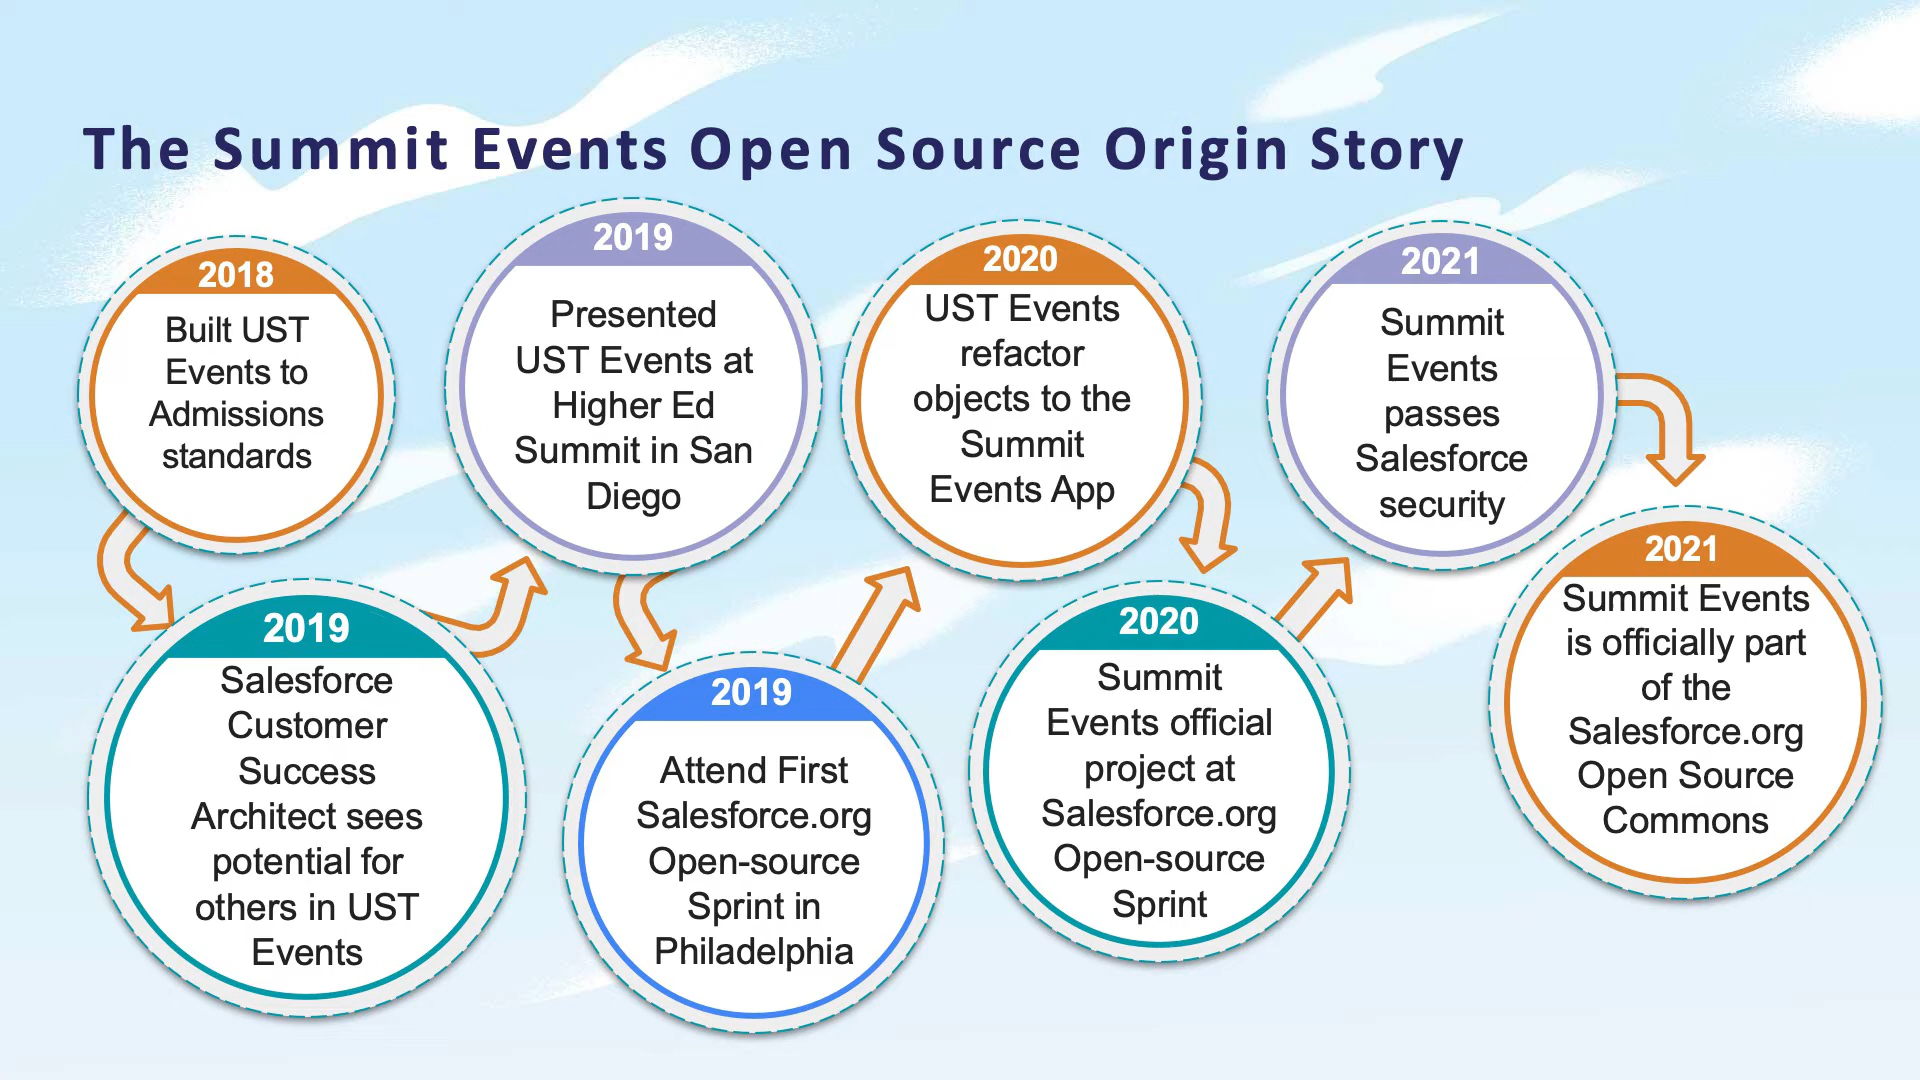 The Summit Events Open Source Origin Story
2018
Built UST
Events to
Admissions
standards
2019
Salesforce
Customer
Success
Architect sees
potential for
others in UST
Events
2019
Presented
UST Events at
Higher Ed
Summit in San
Diego
2019
Attend First
Salesforce.org
Open-source
Sprint in
Philadelphia
2020
UST Events
refactor
objects to the
Summit
Events App
2020
Summit
Events official
project at
Salesforce.org
Open-source
Sprint
2021
Summit
Events
passes
Salesforce
security
2021
Summit Events
is officially part
of the
Salesforce.org
Open Source
Commons